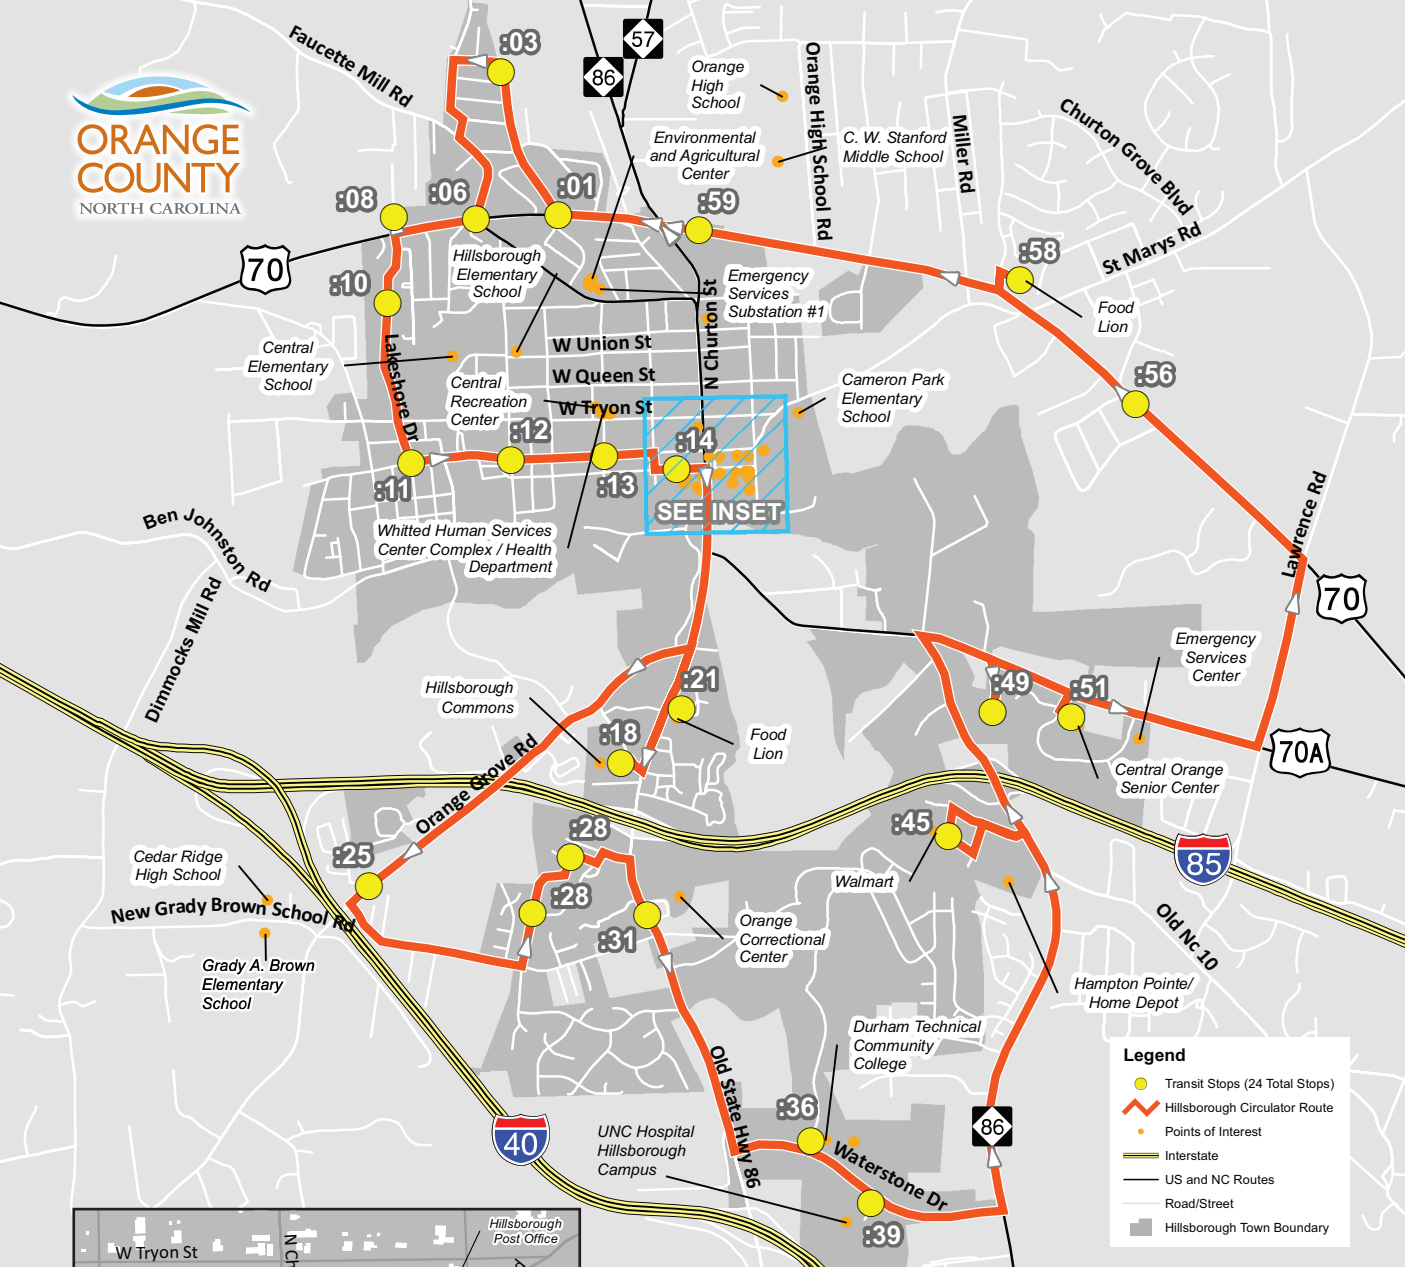 ORANGE
COUNTY
NORTH CAROLINA
Faucette Mill Rd
:03
57
86
Orange
High
School
Orange High School Rd
Environmental
and Agricultural
Center
C. W. Stanford
Middle School
Miller Rd
Churton Grove Blvd
St Marys Rd
:08
:06
:01
:59
:58
70
:10
Hillsborough
Elementary
School
Emergency
Services
Substation #1
N Churton St
Food
Lion
Central
Elementary
School
Lakeshore Dr
W Union St
W Queen St
W Tryon St
Central
Recreation
Center
Cameron Park
Elementary
School
:56
:12
:14
:11
:13
SEE INSET
Whitted Human Services
Center Complex / Health
Department
Ben Johnston Rd
Dimmocks Mill Rd
Lawrence Rd
70
Emergency
Services
Center
Hillsborough
Commons
:21
:49
:51
:18
Food
Lion
70A
Central Orange
Senior Center
Orange Grove Rd
:28
:45
85
:25
Cedar Ridge
High School
Walmart
New Grady Brown School Rd
:28
:31
Orange
Correctional
Center
Old Nc 10
Grady A. Brown
Elementary
School
Hampton Pointe/
Home Depot
Durham Technical
Community
College
Old State Hwy 86
:36
86
40
UNC Hospital
Hillsborough
Campus
Waterstone Dr
:39
Legend
Transit Stops (24 Total Stops)
Hillsborough Circulator Route
Points of Interest
Interstate
US and NC Routes
Road/Street
Hillsborough Town Boundary
W Tryon St
N Ch
Hillsborough
Post Office